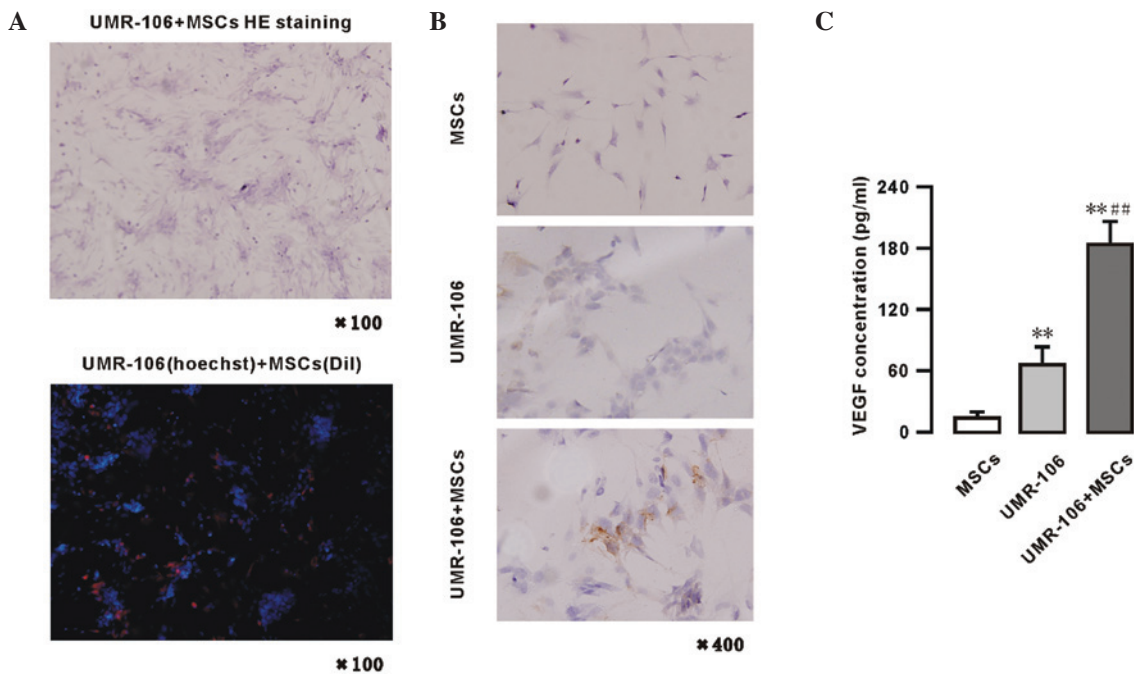 A
UMR-106+MSCs HE staining
×100
UMR-106(hoechst)+MSCs(DiI)
×100
B
MSCs
UMR-106
UMR-106+MSCs
×400
C
VEGF concentration (pg/ml)
240
180
120
60
0
**
**##
MSCs
UMR-106
UMR-106+MSCs